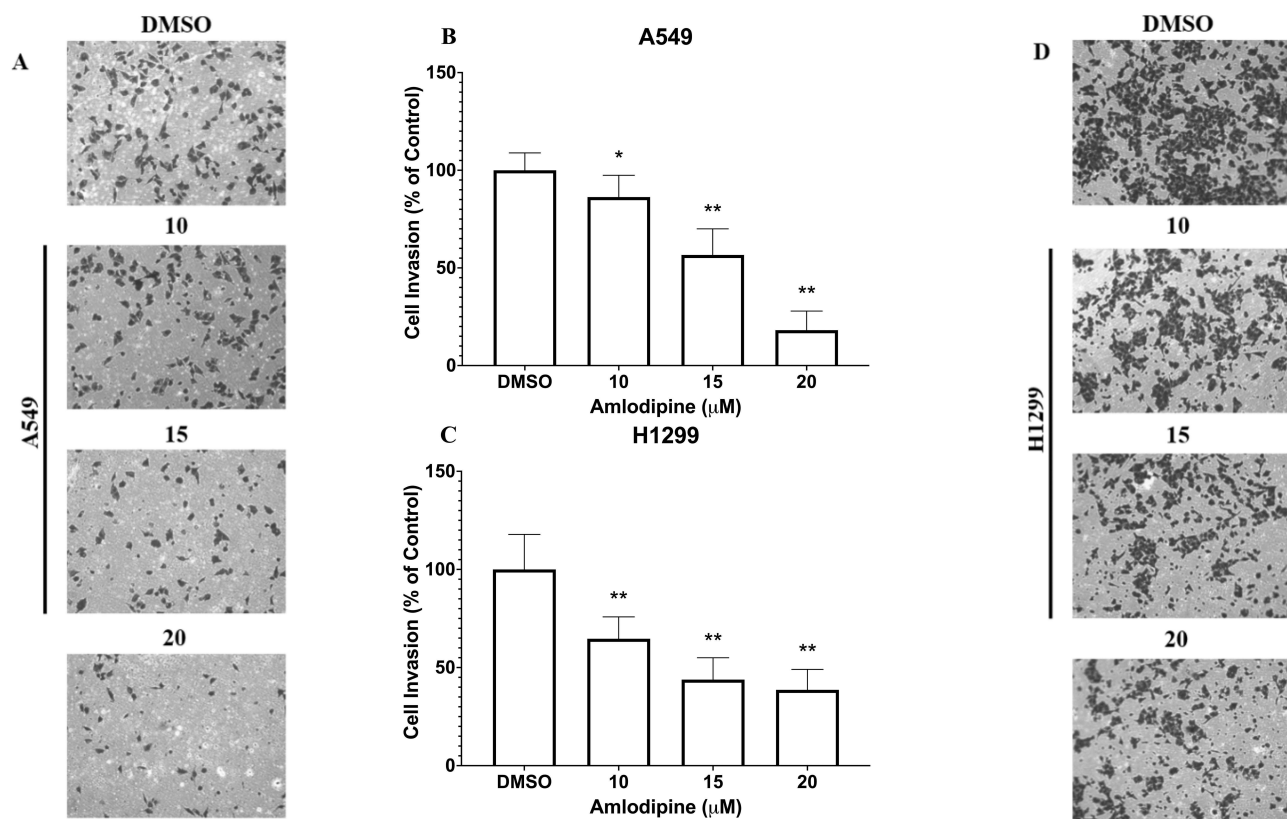 A
DMSO
10
A549
15
20
B
A549
Cell Invasion (% of Control)
150
100
50
0
*
**
**
DMSO
10
15
20
Amlodipine (μM)
C
H1299
Cell Invasion (% of Control)
150
100
50
0
**
**
**
DMSO
10
15
20
Amlodipine (μM)
D
DMSO
10
H1299
15
20